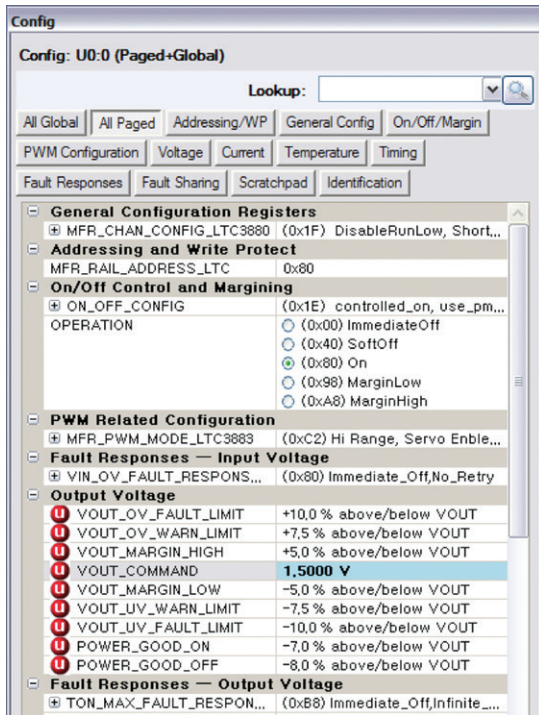 Config
Config: U0:0 (Paged+Global)
Lookup:
All Global All Paged Addressing/WP General Config On/Off/Margin
PWM Configuration Voltage Current Temperature Timing
Fault Responses Fault Sharing Scratchpad Identification
General Configuration Registers
MFR_CHAN_CONFIG_LTC3880 (0x1F) DisableRunLow, Short...
Addressing and Write Protect
MFR_RAIL_ADDRESS_LTC 0x80
On/Off Control and Margining
ON_OFF_CONFIG (0x1E) controlled_on, use_pm...
OPERATION (0x00) ImmediateOff
(0x40) SoftOff
(0x80) On
(0x98) MarginLow
(0xA8) MarginHigh
PWM Related Configuration
MFR_PWM_MODE_LTC3883 (0xC2) Hi Range, Servo Enble...
Fault Responses — Input Voltage
VIN_OV_FAULT_RESPONS... (0x80) Immediate_Off,No_Retry
Output Voltage
U VOUT_OV_FAULT_LIMIT +10,0 % above/below VOUT
U VOUT_OV_WARN_LIMIT +7,5 % above/below VOUT
U VOUT_MARGIN_HIGH +5,0 % above/below VOUT
U VOUT_COMMAND 1,5000 V
U VOUT_MARGIN_LOW -5,0 % above/below VOUT
U VOUT_UV_WARN_LIMIT -7,5 % above/below VOUT
U VOUT_UV_FAULT_LIMIT -10,0 % above/below VOUT
U POWER_GOOD_ON -7,0 % above/below VOUT
U POWER_GOOD_OFF -8,0 % above/below VOUT
Fault Responses — Output Voltage
TON_MAX_FAULT_RESPON... (0xB8) Immediate_Off,Infinite_...